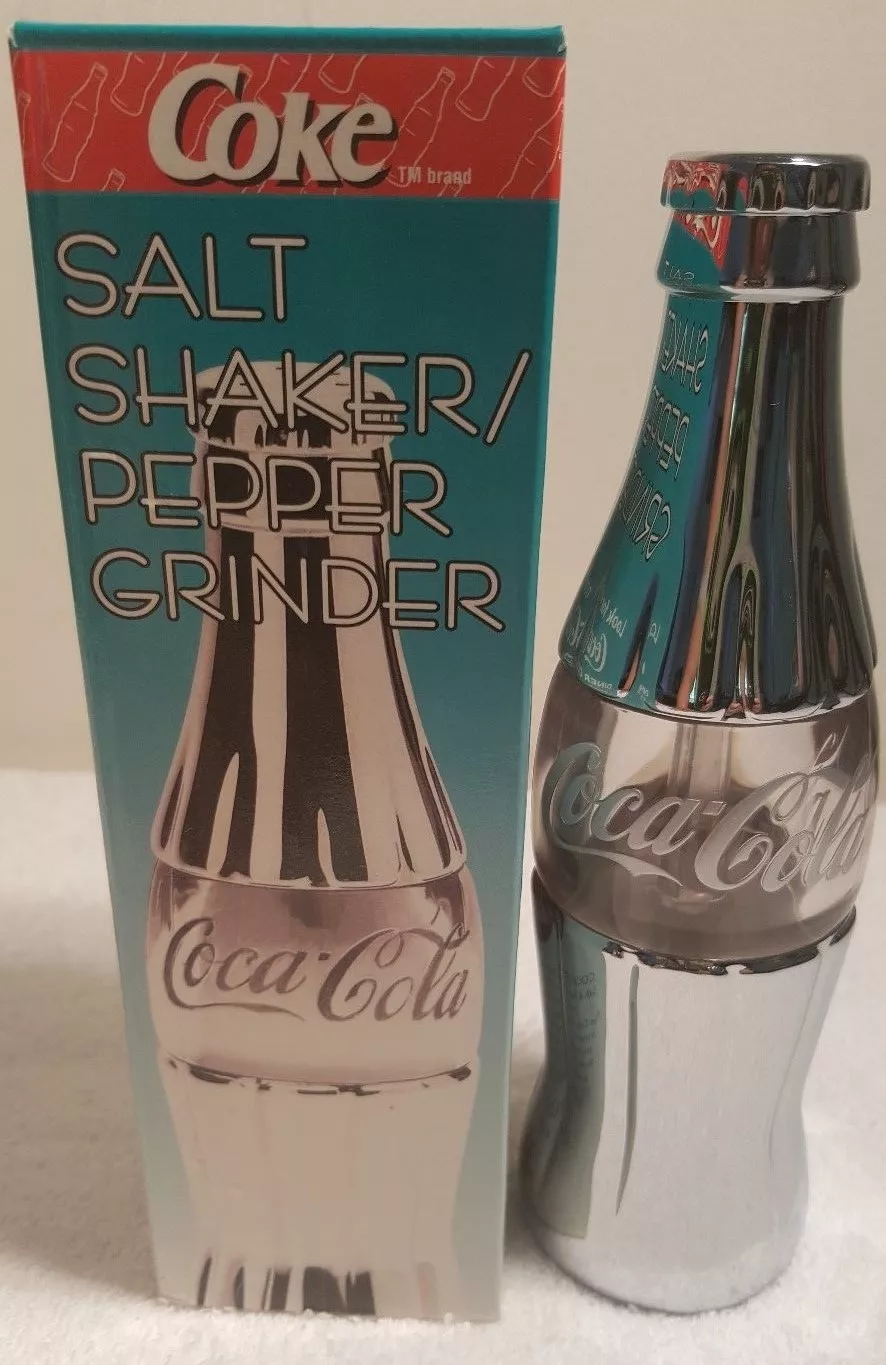 Coke TM brand
SALT
SHAKER/
PEPPER
GRINDER
Coca-Cola
Coca-Cola